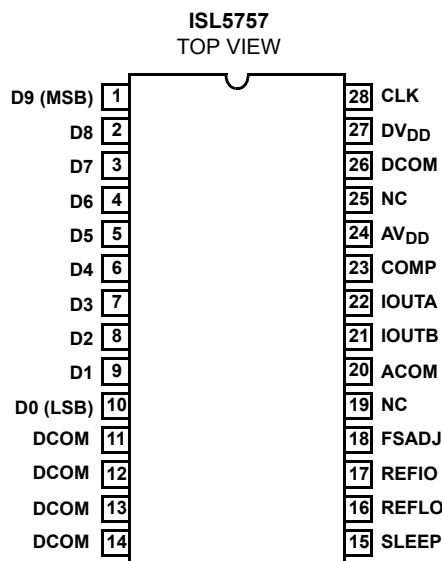 ISL5757
TOP VIEW
D9 (MSB) 1 28 CLK
D8 2 27 DVDD
D7 3 26 DCOM
D6 4 25 NC
D5 5 24 AVDD
D4 6 23 COMP
D3 7 22 IOUTA
D2 8 21 IOUTB
D1 9 20 ACOM
D0 (LSB) 10 19 NC
DCOM 11 18 FSADJ
DCOM 12 17 REFIO
DCOM 13 16 REFLO
DCOM 14 15 SLEEP